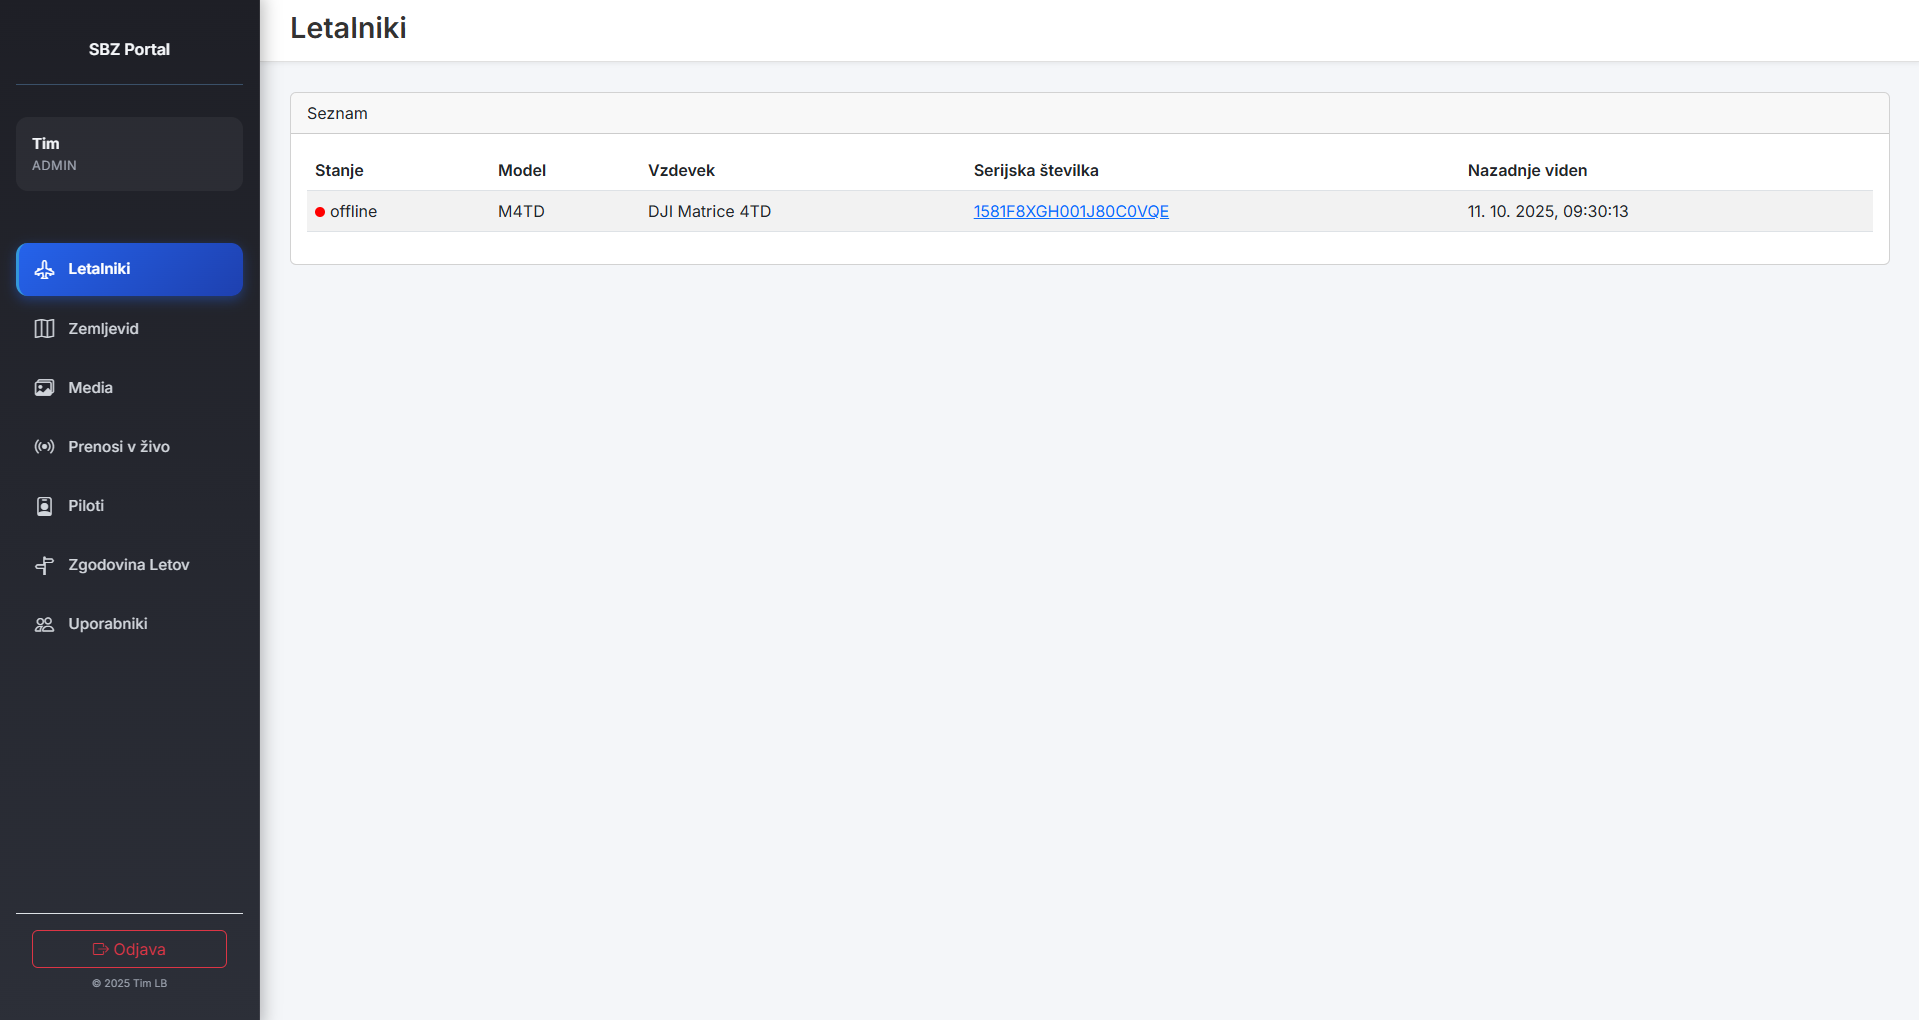 SBZ Portal
Tim
ADMIN
Letalniki
Zemljevid
Media
Prenosi v živo
Piloti
Zgodovina Letov
Uporabniki
Odjava
© 2025 Tim LB
Letalniki
Seznam
Stanje Model Vzdevek Serijska številka Nazadnje viden
offline M4TD DJI Matrice 4TD 1581F8XGH001J80C0VQE 11. 10. 2025, 09:30:13